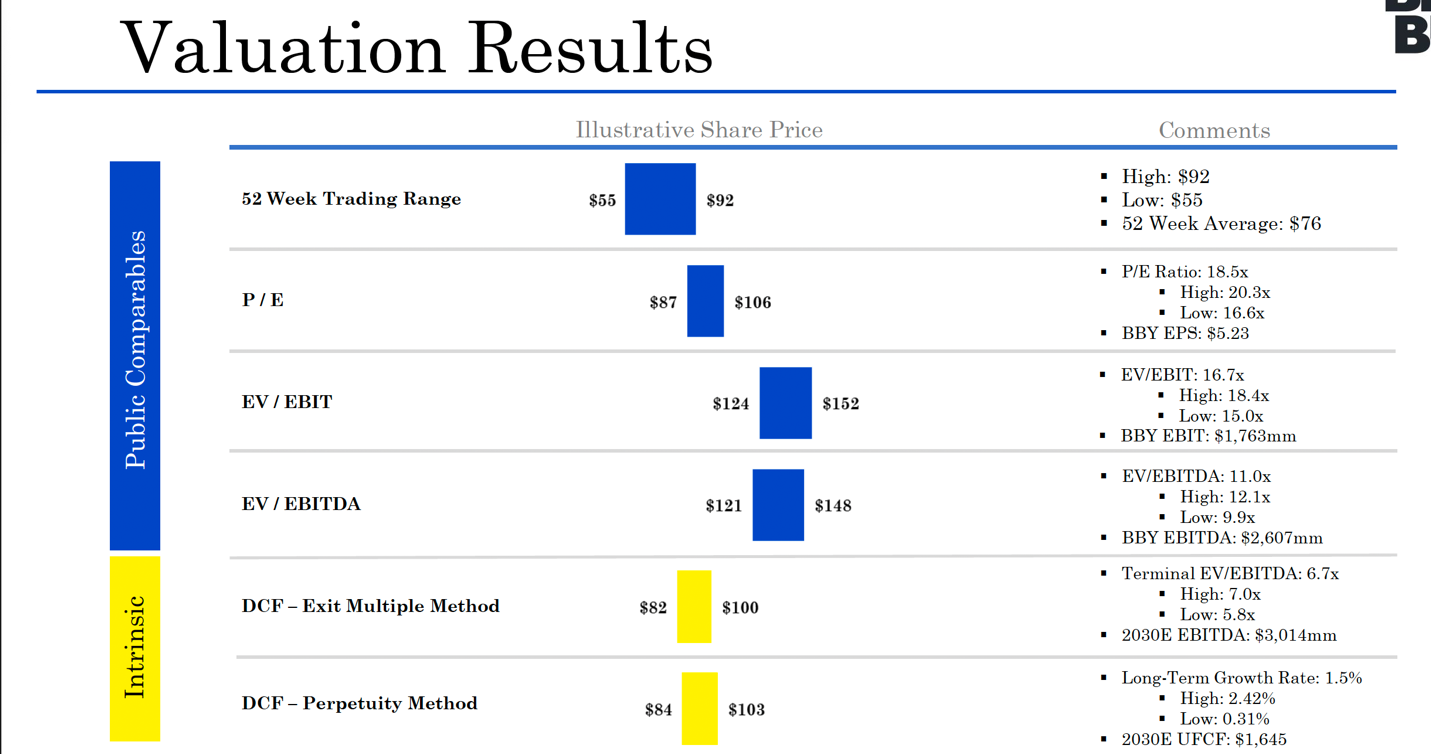 Valuation Results
Illustrative Share Price
Comments
Public Comparables
52 Week Trading Range
$55
$92
▪ High: $92
▪ Low: $55
▪ 52 Week Average: $76
P / E
$87
$106
▪ P/E Ratio: 18.5x
▪ High: 20.3x
▪ Low: 16.6x
▪ BBY EPS: $5.23
EV / EBIT
$124
$152
▪ EV/EBIT: 16.7x
▪ High: 18.4x
▪ Low: 15.0x
▪ BBY EBIT: $1,763mm
EV / EBITDA
$121
$148
▪ EV/EBITDA: 11.0x
▪ High: 12.1x
▪ Low: 9.9x
▪ BBY EBITDA: $2,607mm
Intrinsic
DCF – Exit Multiple Method
$82
$100
▪ Terminal EV/EBITDA: 6.7x
▪ High: 7.0x
▪ Low: 5.8x
▪ 2030E EBITDA: $3,014mm
DCF – Perpetuity Method
$84
$103
▪ Long-Term Growth Rate: 1.5%
▪ High: 2.42%
▪ Low: 0.31%
▪ 2030E UFCF: $1,645